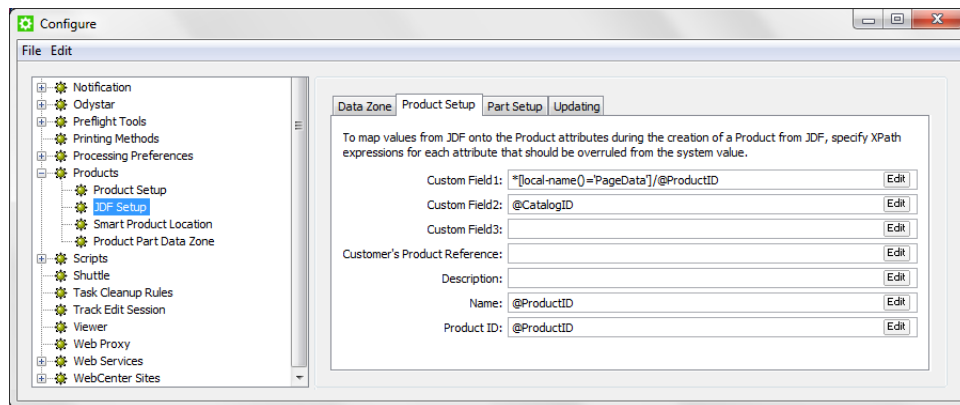 Configure
File Edit
Notification
Odystar
Preflight Tools
Printing Methods
Processing Preferences
Products
Product Setup
JDF Setup
Smart Product Location
Product Part Data Zone
Scripts
Shuttle
Task Cleanup Rules
Track Edit Session
Viewer
Web Proxy
Web Services
WebCenter Sites
Data Zone Product Setup Part Setup Updating
To map values from JDF onto the Product attributes during the creation of a Product from JDF, specify XPath
expressions for each attribute that should be overruled from the system value.
Custom Field1: *[local-name()='PageData']/@ProductID Edit
Custom Field2: @CatalogID Edit
Custom Field3: Edit
Customer's Product Reference: Edit
Description: Edit
Name: @ProductID Edit
Product ID: @ProductID Edit